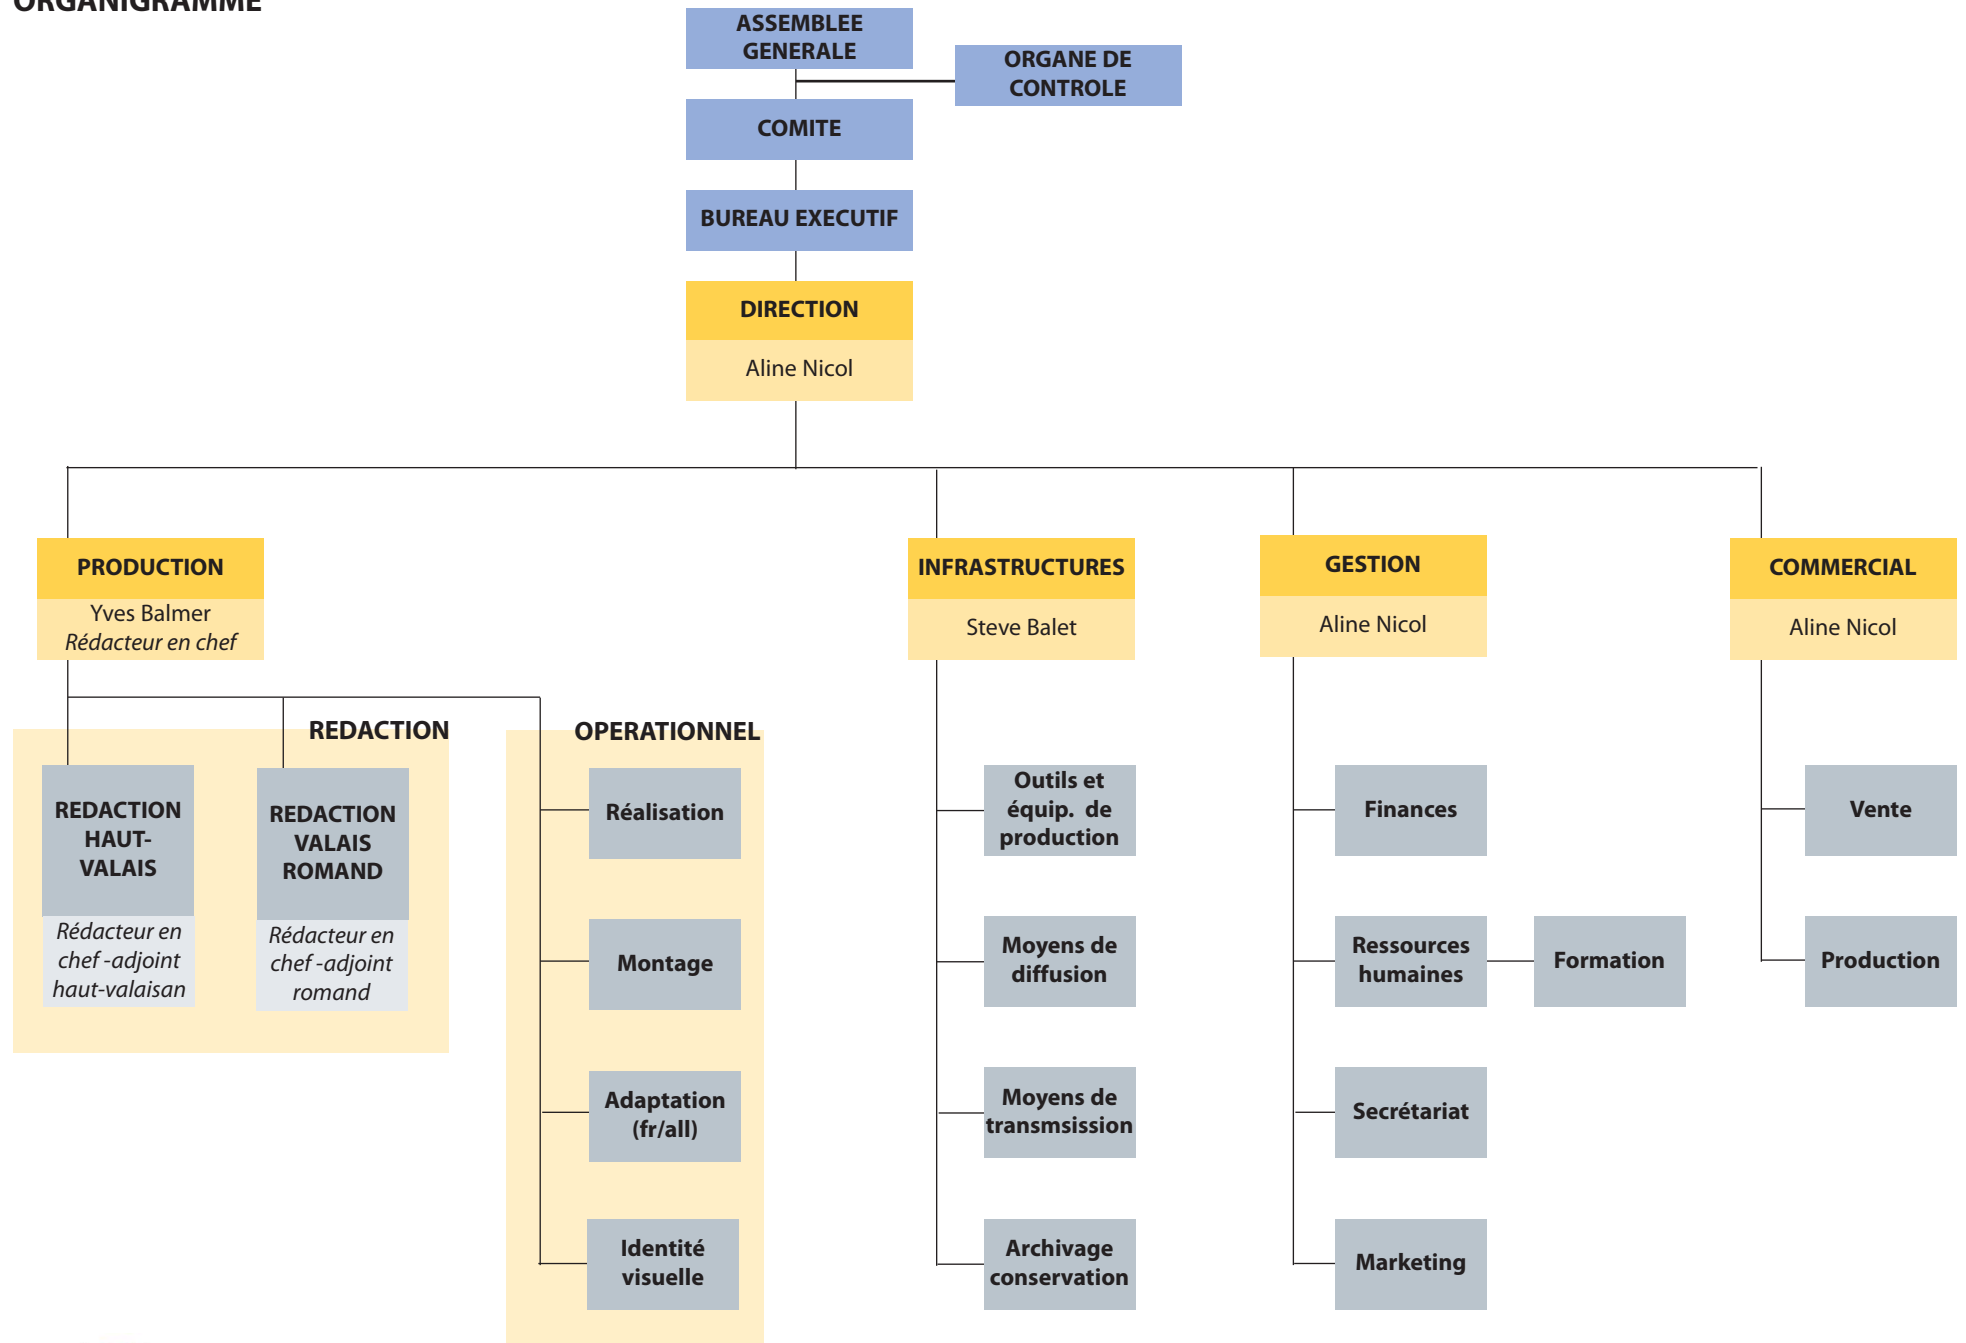 ORGANIGRAMME
ASSEMBLEE
GENERALE
ORGANE DE
CONTROLE
COMITE
BUREAU EXECUTIF
DIRECTION
Aline Nicol
PRODUCTION
Yves Balmer
Rédacteur en chef
INFRASTRUCTURES
Steve Balet
GESTION
Aline Nicol
COMMERCIAL
Aline Nicol
REDACTION
REDACTION
HAUT-
VALAIS
Rédacteur en
chef -adjoint
haut-valaisan
REDACTION
VALAIS
ROMAND
Rédacteur en
chef -adjoint
romand
OPERATIONNEL
Réalisation
Montage
Adaptation
(fr/all)
Identité
visuelle
Outils et
équip. de
production
Moyens de
diffusion
Moyens de
transmsission
Archivage
conservation
Finances
Ressources
humaines
Formation
Secrétariat
Marketing
Vente
Production